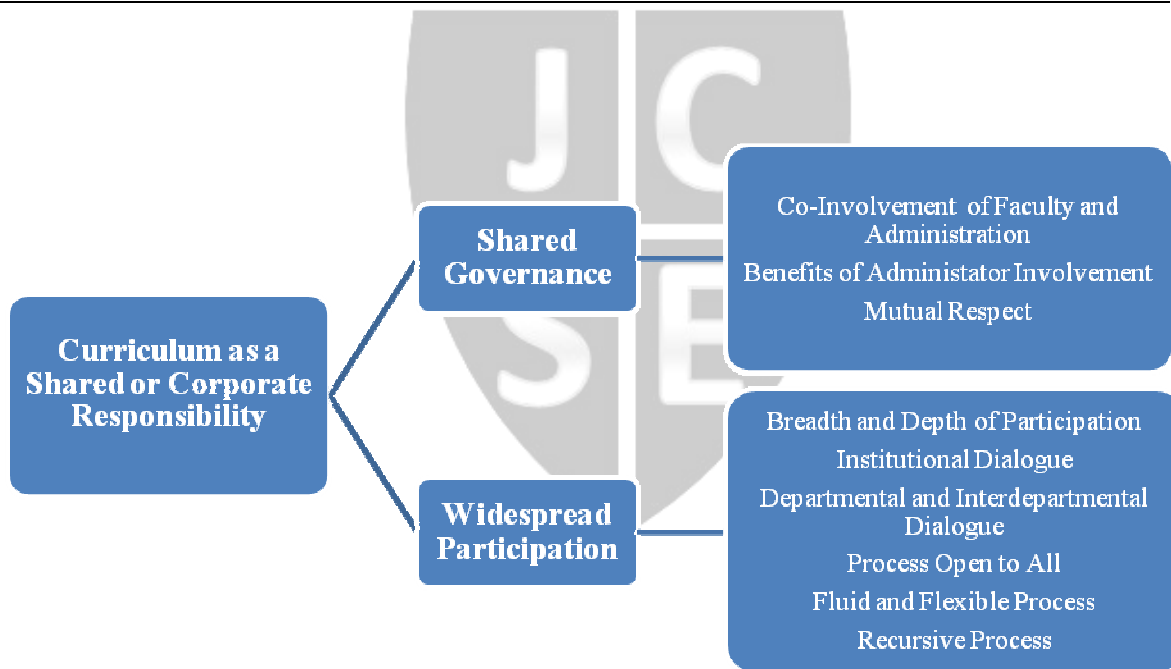 J C
S E
Curriculum as a
Shared or Corporate
Responsibility
Shared
Governance
Co-Involvement of Faculty and
Administration
Benefits of Administator Involvement
Mutual Respect
Widespread
Participation
Breadth and Depth of Participation
Institutional Dialogue
Departmental and Interdepartmental
Dialogue
Process Open to All
Fluid and Flexible Process
Recursive Process